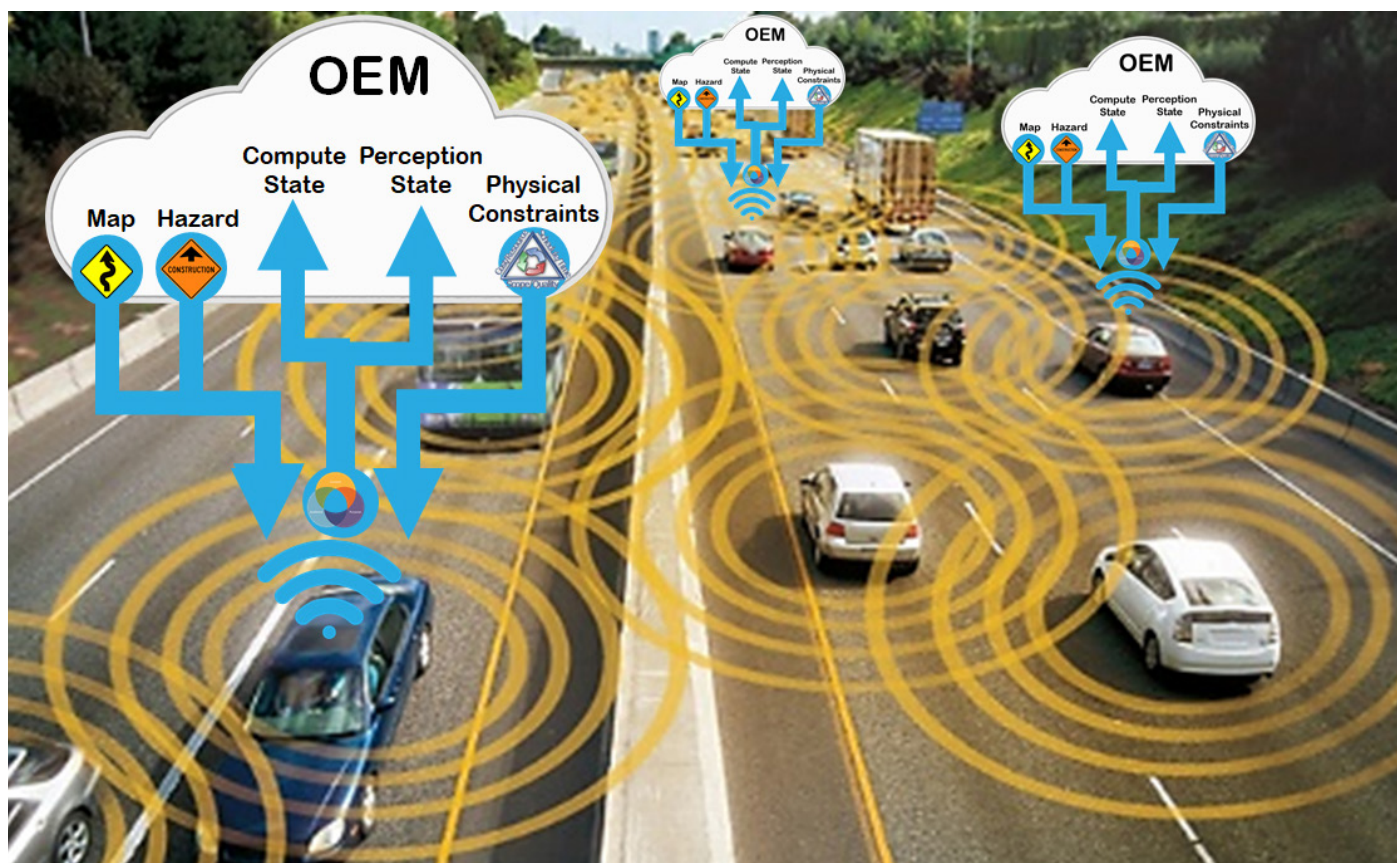 OEM
Compute
State
Perception
State
Physical
Constraints
Map
Hazard
CONSTRUCTION
OEM
Compute
State
Perception
State
Physical
Constraints
Map
Hazard
OEM
Compute
State
Perception
State
Physical
Constraints
Map
Hazard